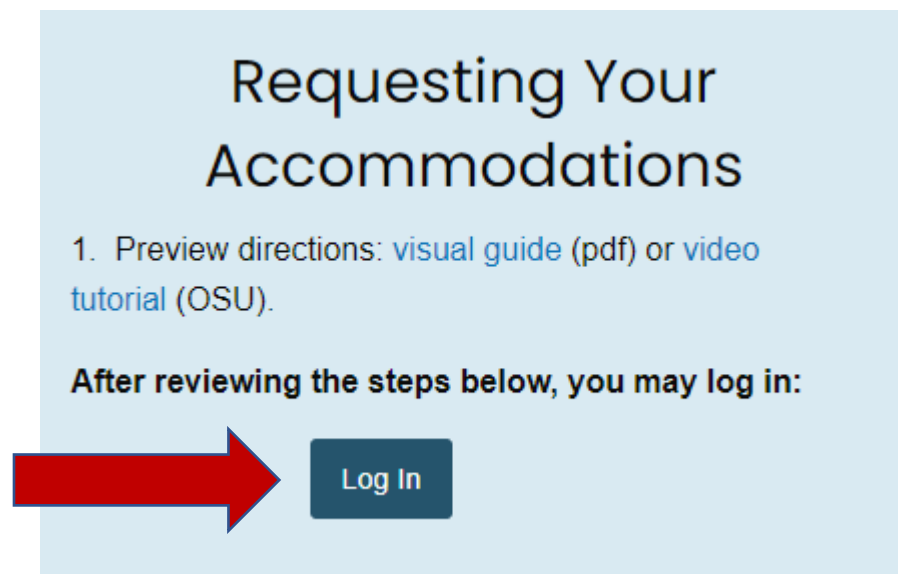 Requesting Your
Accommodations
1. Preview directions: visual guide (pdf) or video
tutorial (OSU).
After reviewing the steps below, you may log in:
Log In